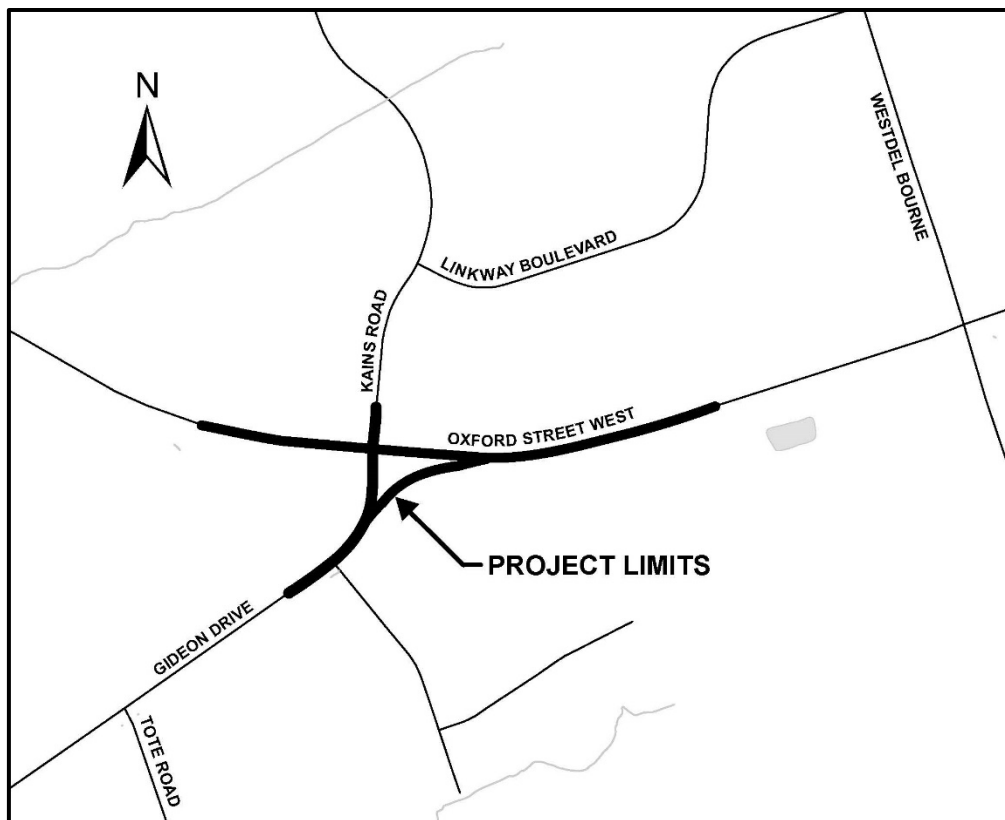 N
WESTDEL BOURNE
LINKWAY BOULEVARD
KAINS ROAD
OXFORD STREET WEST
PROJECT LIMITS
GIDEON DRIVE
TOTE ROAD